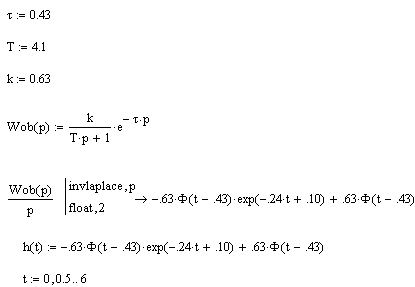 τ := 0.43
T := 4.1
k := 0.63
Wob(p) := k/(T·p + 1)·e^(− τ·p)
Wob(p)/p | invlaplace,p float,2 → −.63·Φ(t − .43)·exp(−.24·t + .10) + .63·Φ(t − .43)
h(t) := −.63·Φ(t − .43)·exp(−.24·t + .10) + .63·Φ(t − .43)
t := 0,0.5.. 6